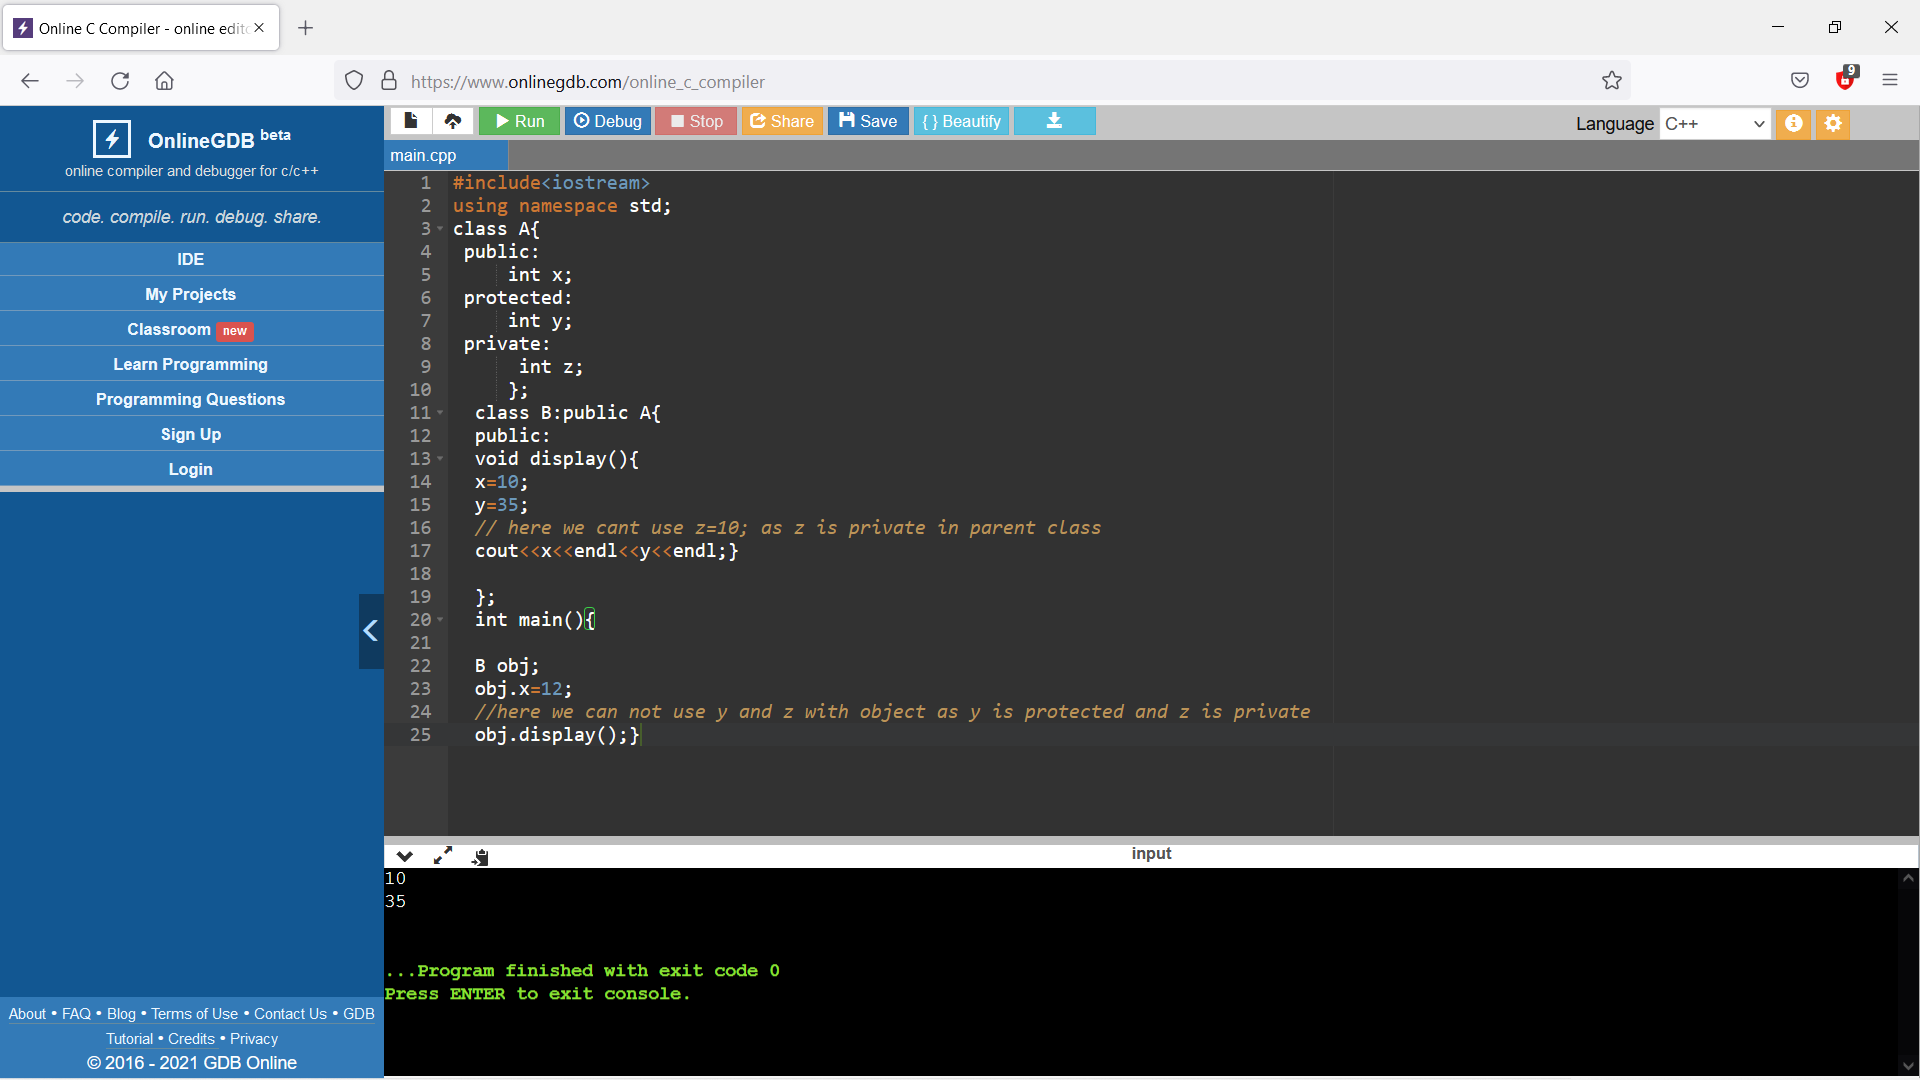 Online C Compiler - online edito
https://www.onlinegdb.com/online_c_compiler
9
OnlineGDB beta
online compiler and debugger for c/c++
code. compile. run. debug. share.
IDE
My Projects
Classroom new
Learn Programming
Programming Questions
Sign Up
Login
About • FAQ • Blog • Terms of Use • Contact Us • GDB
Tutorial • Credits • Privacy
© 2016 - 2021 GDB Online
Run Debug Stop Share Save { } Beautify
Language C++
main.cpp
1 #include<iostream>
2 using namespace std;
3 class A{
4 public:
5 int x;
6 protected:
7 int y;
8 private:
9 int z;
10 };
11 class B:public A{
12 public:
13 void display(){
14 x=10;
15 y=35;
16 // here we cant use z=10; as z is private in parent class
17 cout<<x<<endl<<y<<endl;}
18
19 };
20 int main(){
21
22 B obj;
23 obj.x=12;
24 //here we can not use y and z with object as y is protected and z is private
25 obj.display();}
input
10
35
...Program finished with exit code 0
Press ENTER to exit console.